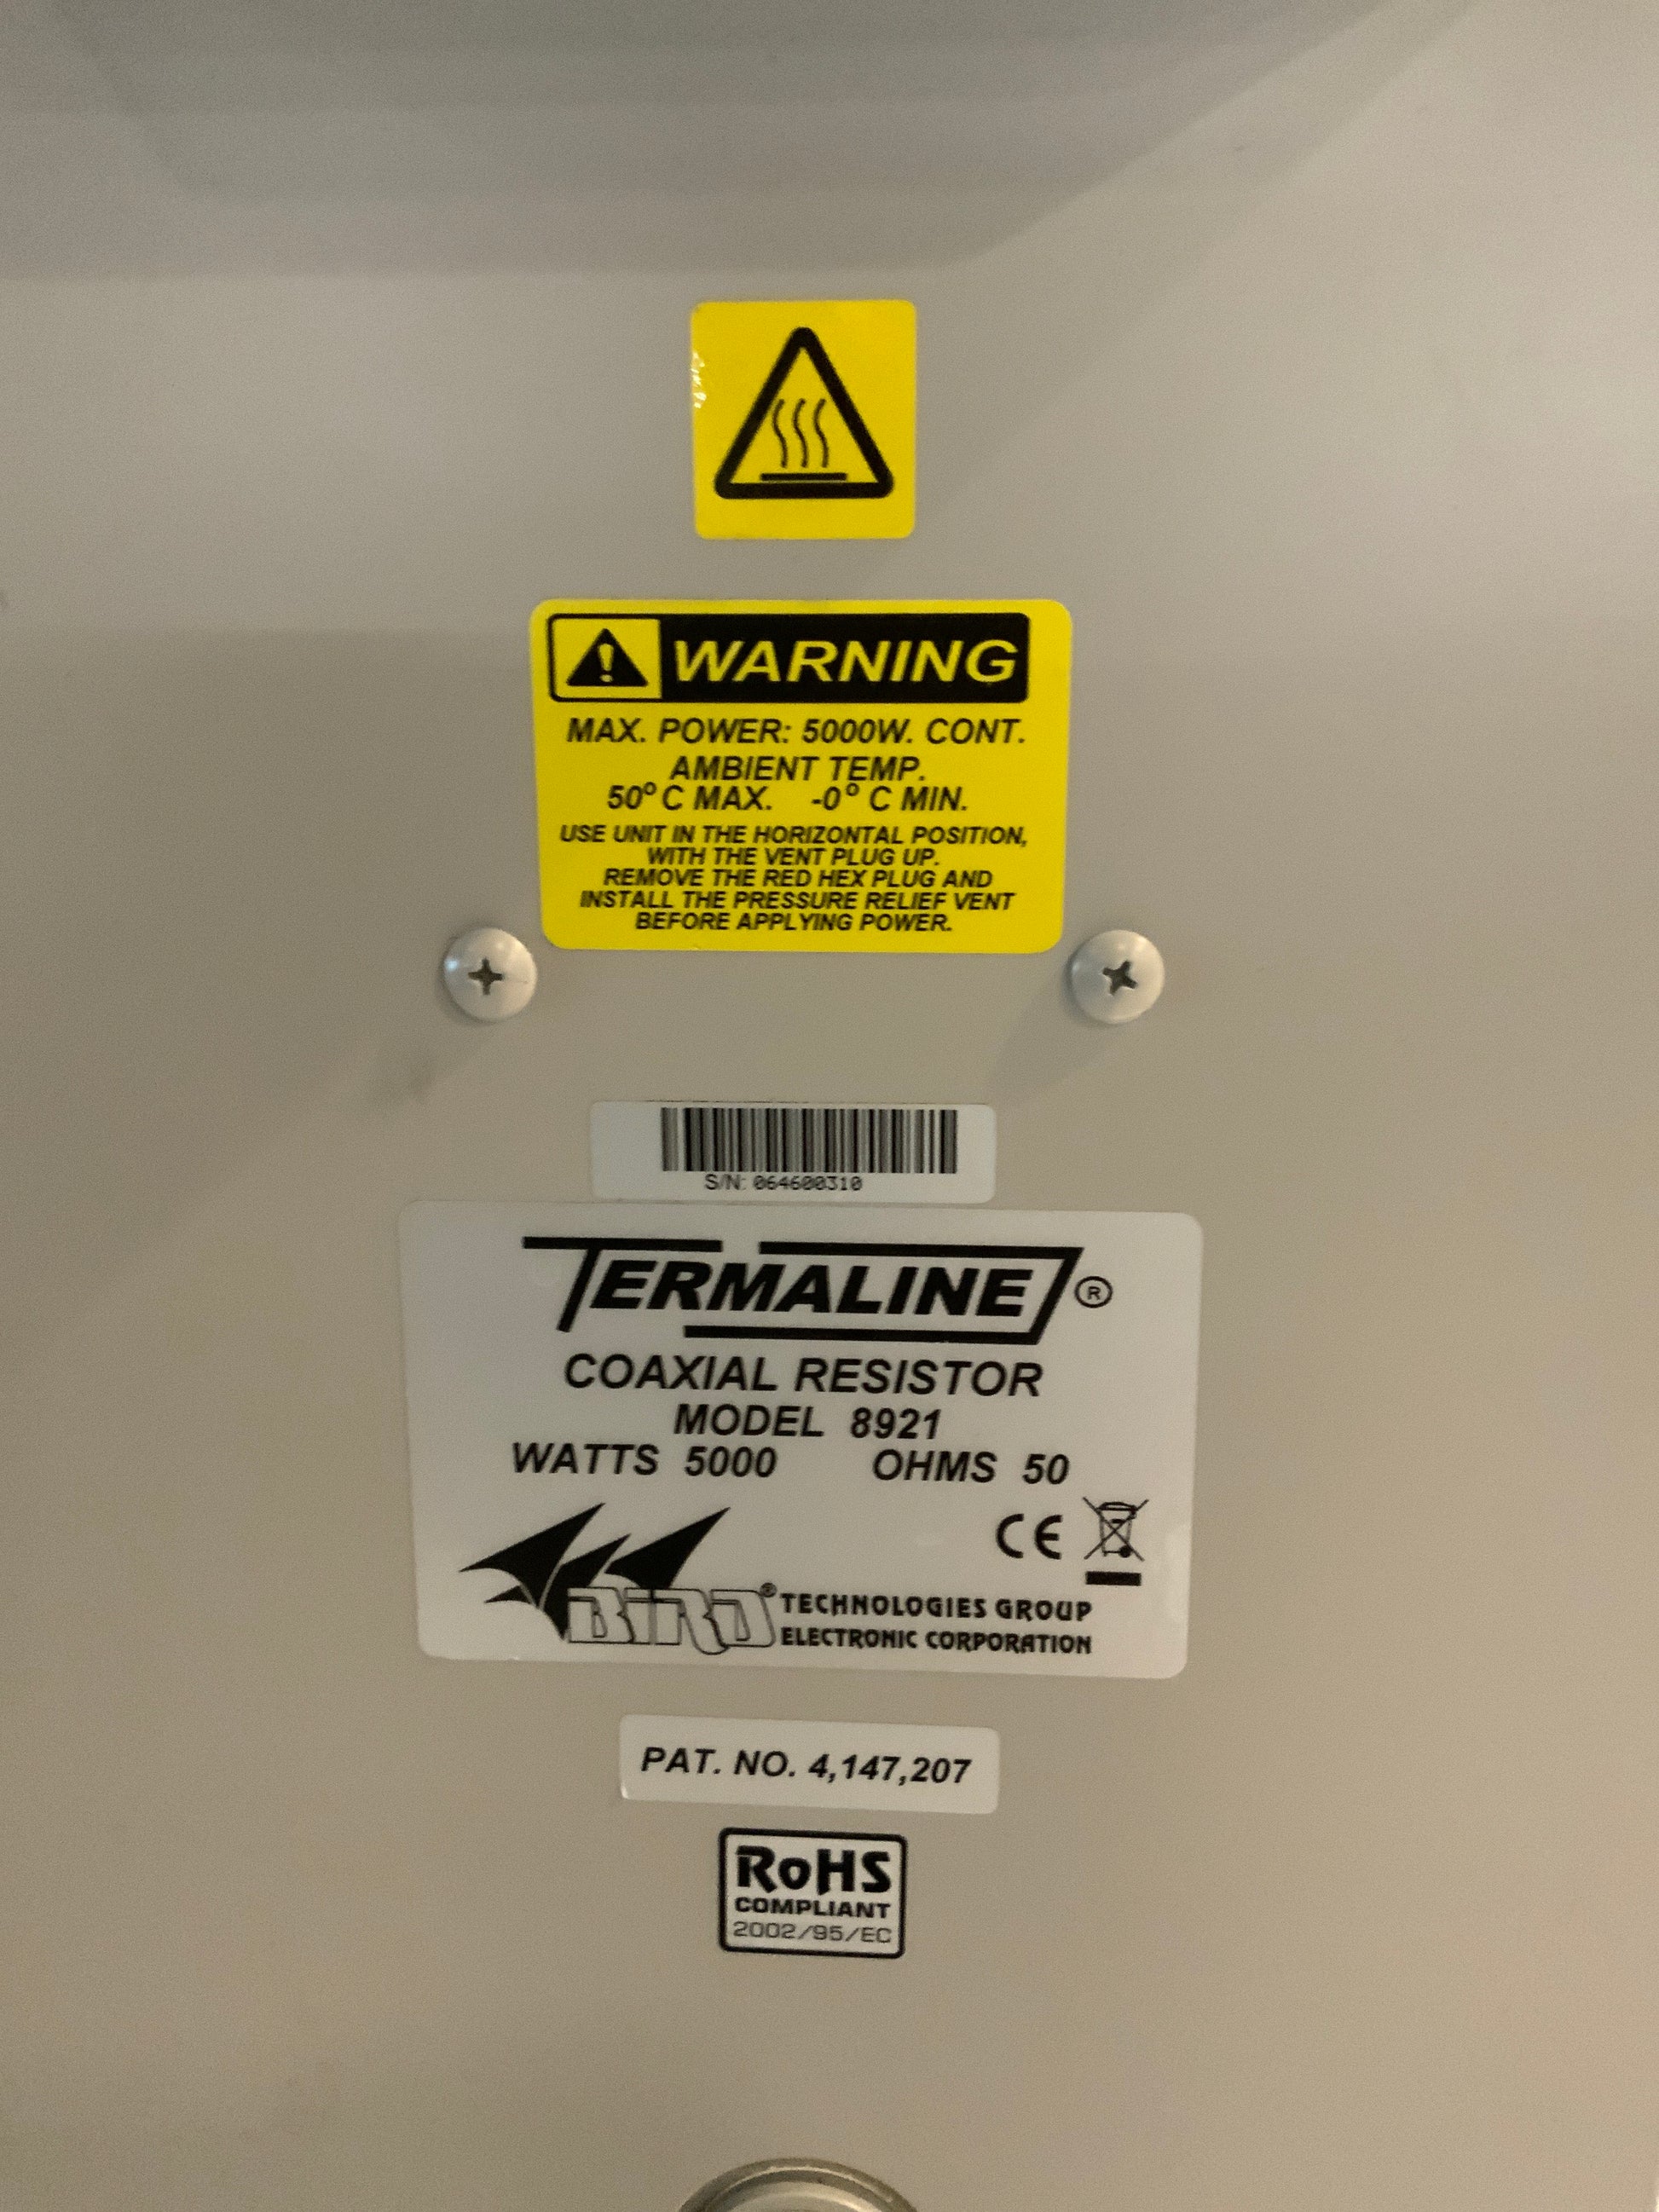 WARNING
MAX. POWER: 5000W. CONT.
AMBIENT TEMP.
50° C MAX. -0° C MIN.
USE UNIT IN THE HORIZONTAL POSITION,
WITH THE VENT PLUG UP.
REMOVE THE RED HEX PLUG AND
INSTALL THE PRESSURE RELIEF VENT
BEFORE APPLYING POWER.
S/N: 064600310
TERMALINE®
COAXIAL RESISTOR
MODEL 8921
WATTS 5000 OHMS 50
CE
BIRD® TECHNOLOGIES GROUP
ELECTRONIC CORPORATION
PAT. NO. 4,147,207
RoHS
COMPLIANT
2002/95/EC